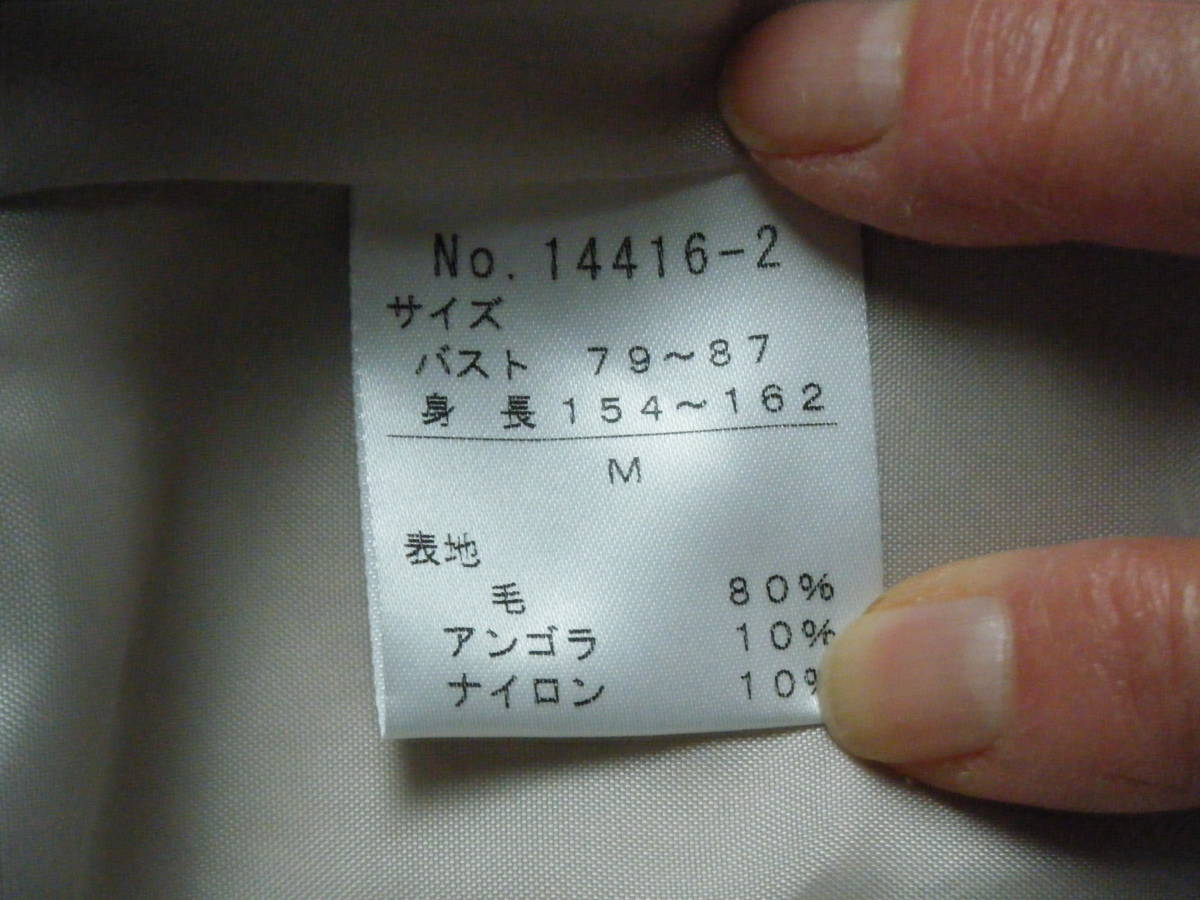 No.14416-2
サイズ
バスト 79～87
身 長 154～162
M
表地
毛 80%
アンゴラ 10%
ナイロン 10%